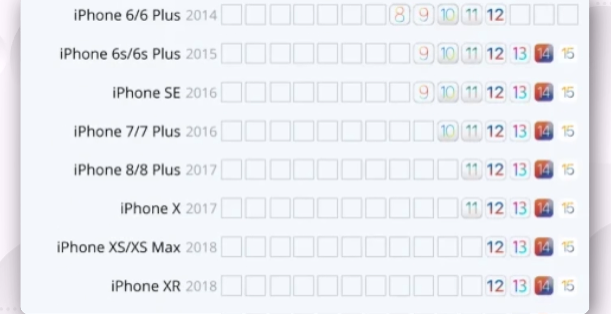 iPhone 6/6 Plus 2014 8 9 10 11 12
iPhone 6s/6s Plus 2015 9 10 11 12 13 14 15
iPhone SE 2016 9 10 11 12 13 14 15
iPhone 7/7 Plus 2016 10 11 12 13 14 15
iPhone 8/8 Plus 2017 11 12 13 14 15
iPhone X 2017 11 12 13 14 15
iPhone XS/XS Max 2018 12 13 14 15
iPhone XR 2018 12 13 14 15